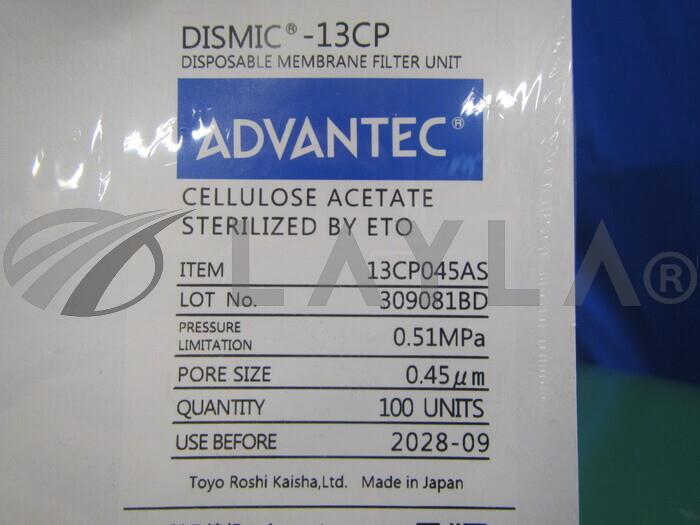 DISMIC® -13CP
DISPOSABLE MEMBRANE FILTER UNIT
ADVANTEC®
CELLULOSE ACETATE
STERILIZED BY ETO
LAYLA®
ITEM 13CP045AS
LOT No. 309081BD
PRESSURE LIMITATION 0.51MPa
PORE SIZE 0.45μm
QUANTITY 100 UNITS
USE BEFORE 2028-09
Toyo Roshi Kaisha,Ltd. Made in Japan